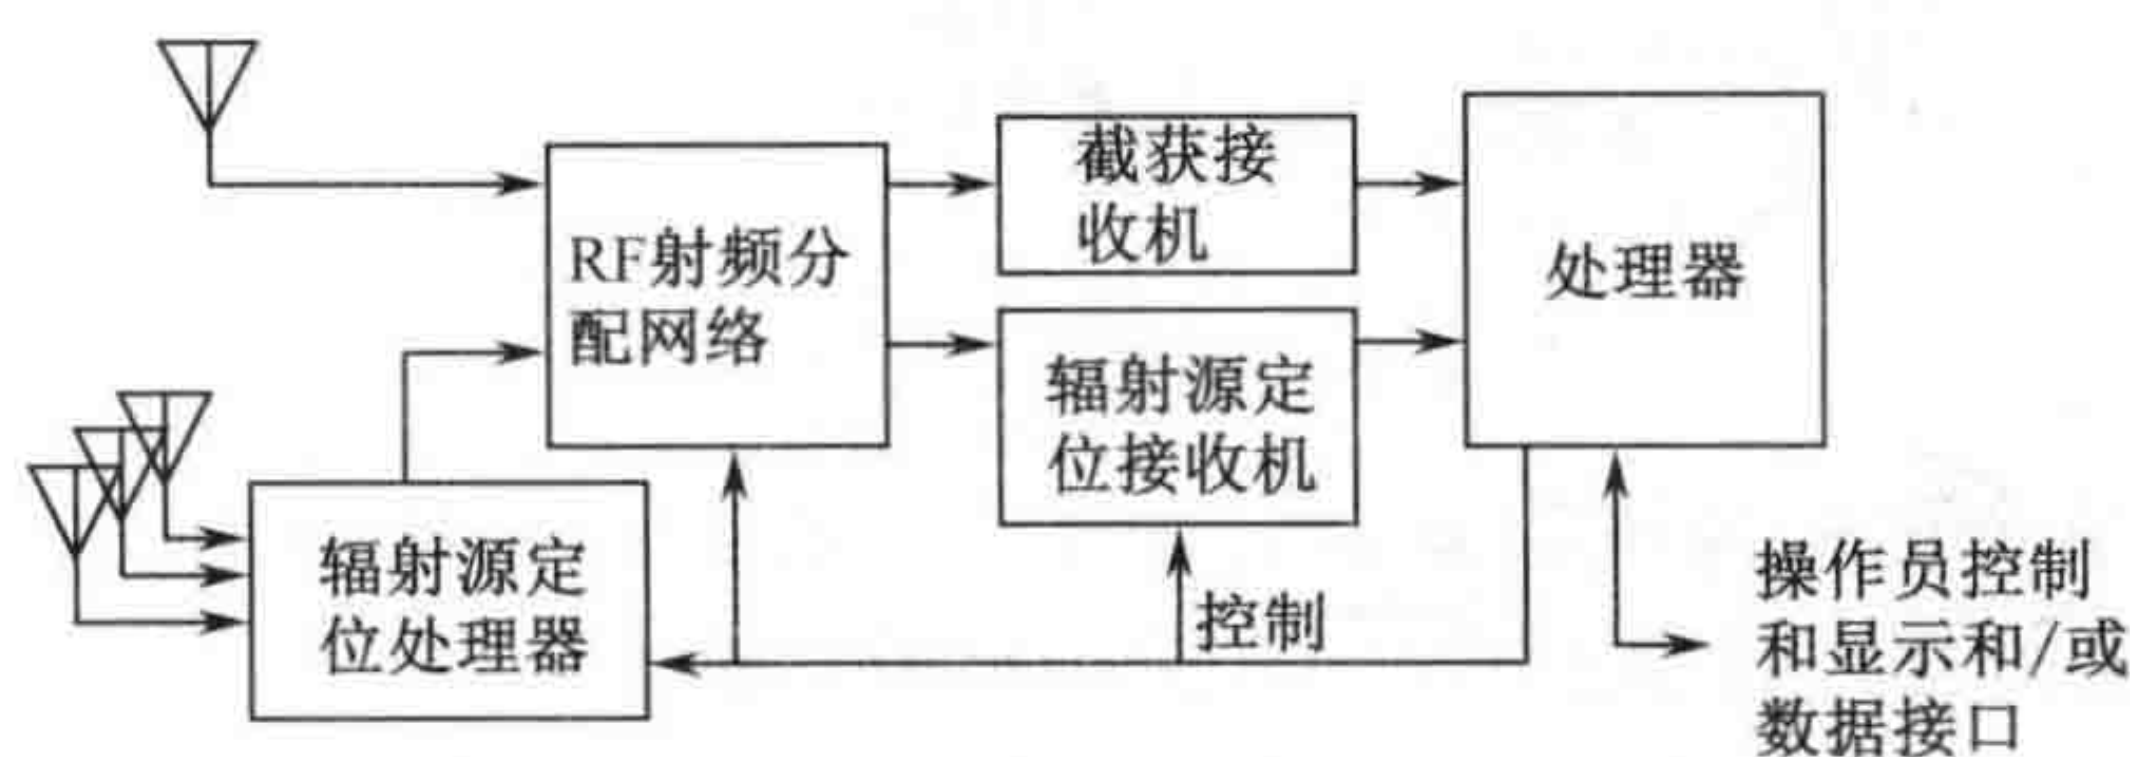 截获接
收机
RF射频分
配网络
处理器
辐射源定
位接收机
辐射源定
位处理器
控制
操作员控制
和显示和/或
数据接口